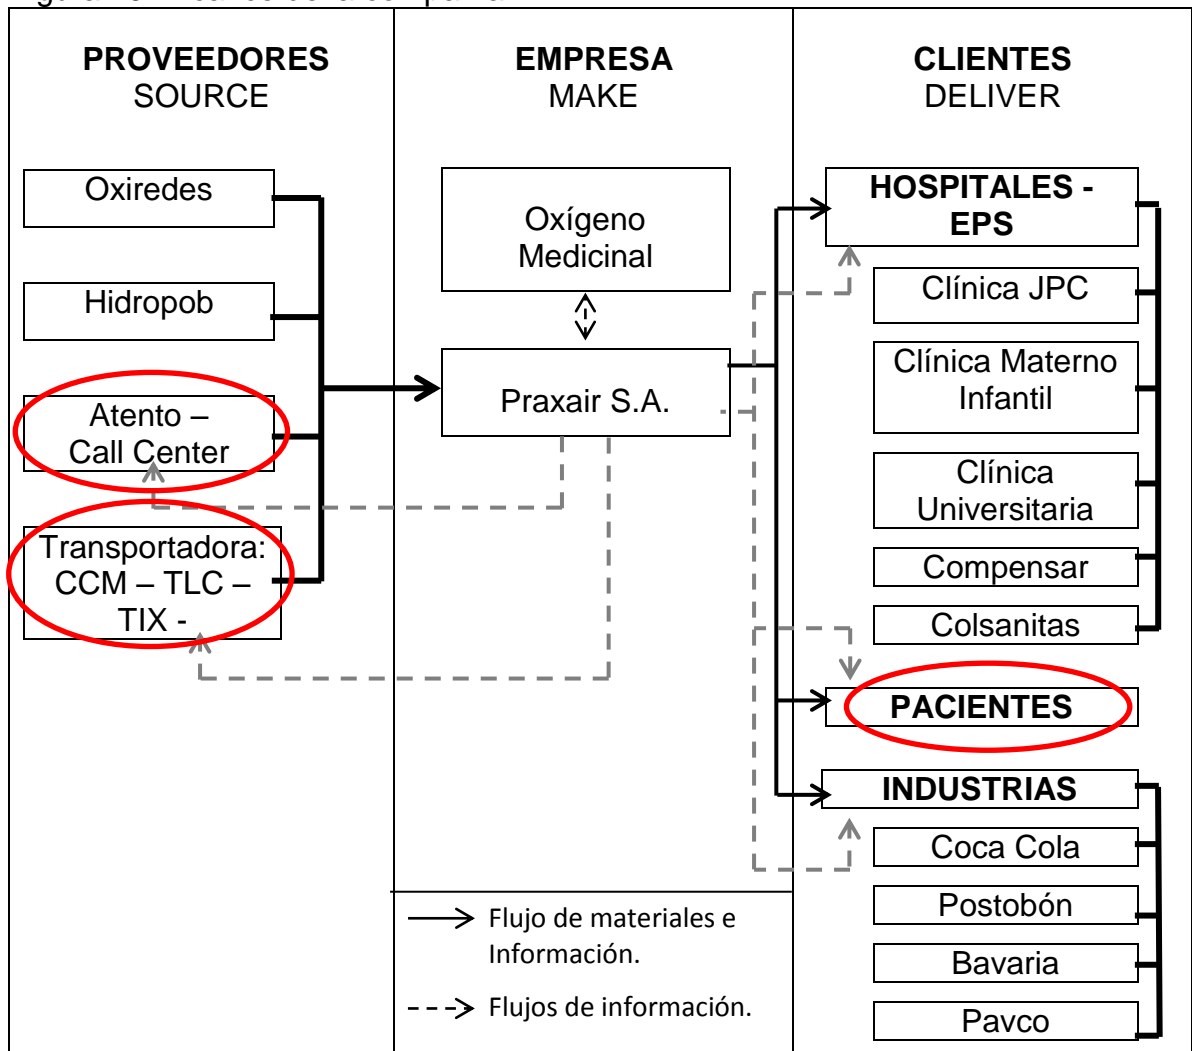 PROVEEDORES
SOURCE
Oxiredes
Hidropob
Atento –
Call Center
Transportadora:
CCM – TLC –
TIX -
EMPRESA
MAKE
Oxígeno
Medicinal
Praxair S.A.
Flujo de materiales e
Información.
Flujos de información.
CLIENTES
DELIVER
HOSPITALES -
EPS
Clínica JPC
Clínica Materno
Infantil
Clínica
Universitaria
Compensar
Colsanitas
PACIENTES
INDUSTRIAS
Coca Cola
Postobón
Bavaria
Pavco